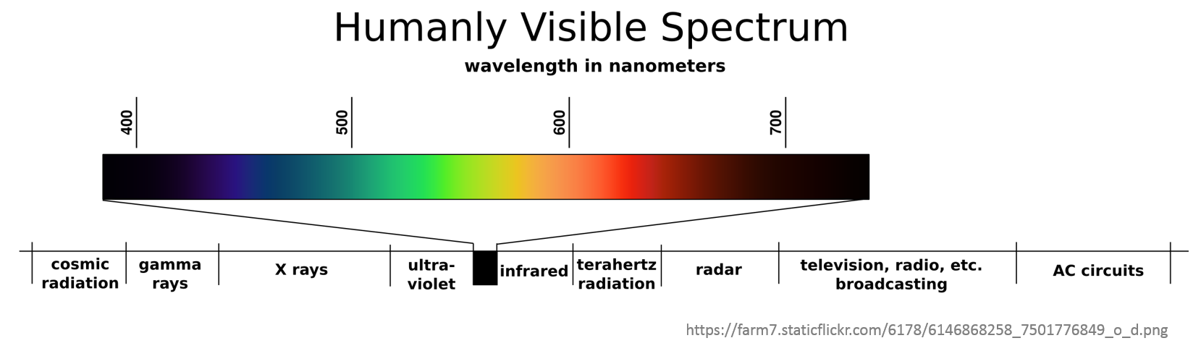 Humanly Visible Spectrum
wavelength in nanometers
400
500
600
700
cosmic
radiation
gamma
rays
X rays
ultra-
violet
infrared
terahertz
radiation
radar
television, radio, etc.
broadcasting
AC circuits
https://farm7.staticflickr.com/6178/6146868258_7501776849_o_d.png